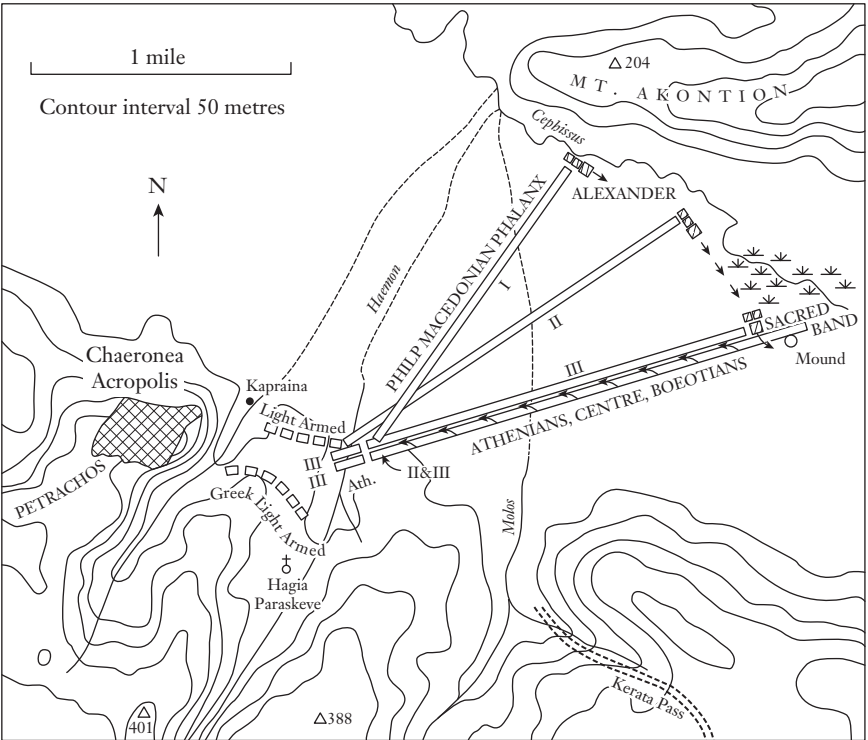 1 mile
Contour interval 50 metres
N
204
MT. AKONTION
Cephissus
ALEXANDER
PHILP MACEDONIAN PHALANX
I
Haemon
II
SACRED
BAND
Mound
III
ATHENIANS, CENTRE, BOEOTIANS
Chaeronea
Acropolis
Kapraina
Light Armed
PETRACHOS
III
III
Ath.
II&III
Greek Light Armed
Molos
Hagia
Paraskeve
Kerata Pass
401
388